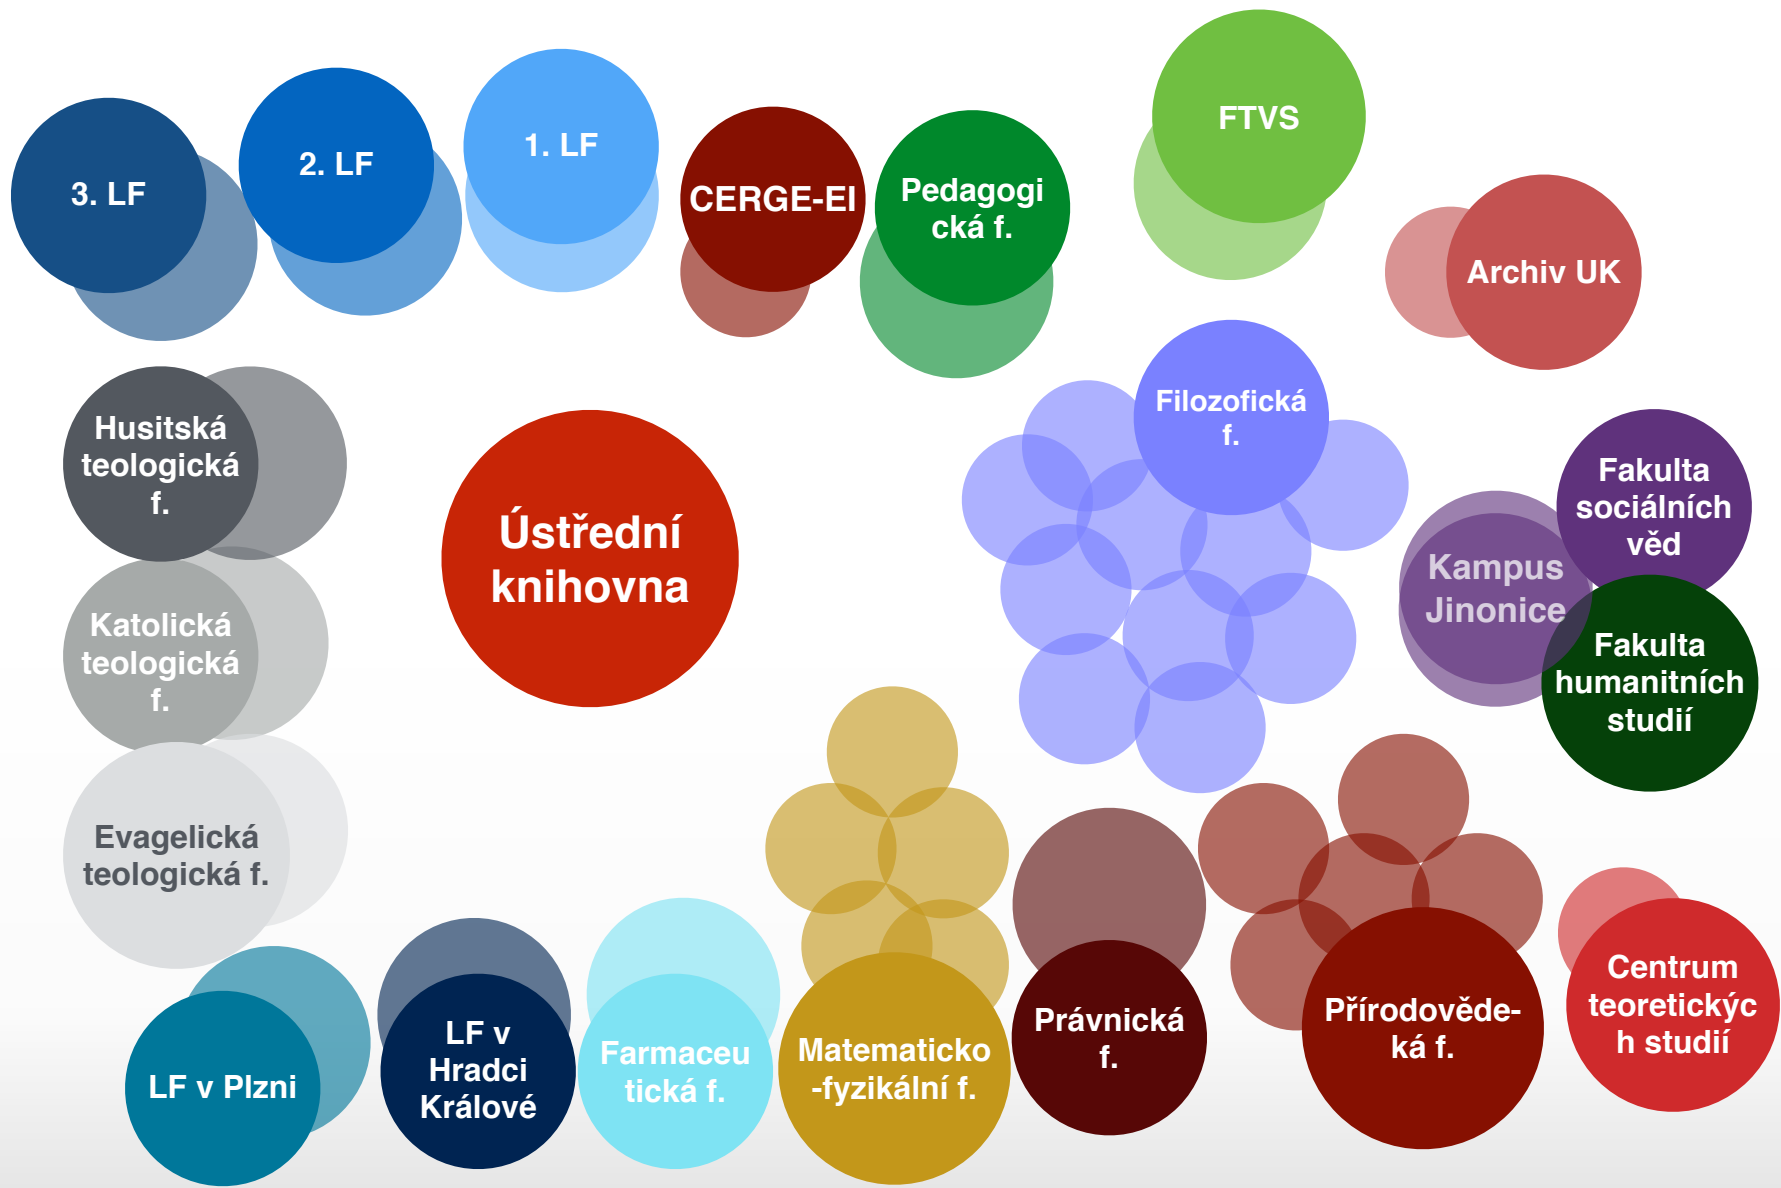 3. LF
2. LF
1. LF
CERGE-EI
Pedagogi
cká f.
FTVS
Archiv UK
Husitská
teologická
f.
Ústřední
knihovna
Filozofická
f.
Fakulta
sociálních
věd
Kampus
Jinonice
Katolická
teologická
f.
Fakulta
humanitních
studií
Evagelická
teologická f.
LF v Plzni
LF v
Hradci
Králové
Farmaceu
tická f.
Matematicko
-fyzikální f.
Právnická
f.
Přírodověde-
ká f.
Centrum
teoretickýc
h studií